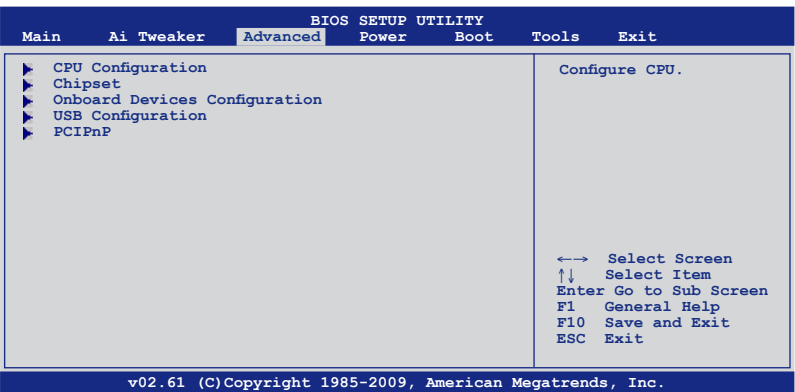 BIOS SETUP UTILITY
Main Ai Tweaker Advanced Power Boot Tools Exit
CPU Configuration
Chipset
Onboard Devices Configuration
USB Configuration
PCIPnP
Configure CPU.
←→ Select Screen
↑↓ Select Item
Enter Go to Sub Screen
F1 General Help
F10 Save and Exit
ESC Exit
v02.61 (C)Copyright 1985-2009, American Megatrends, Inc.